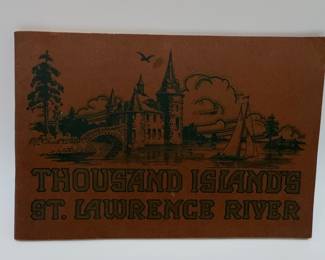 THOUSAND ISLANDS
ST. LAWRENCE RIVER